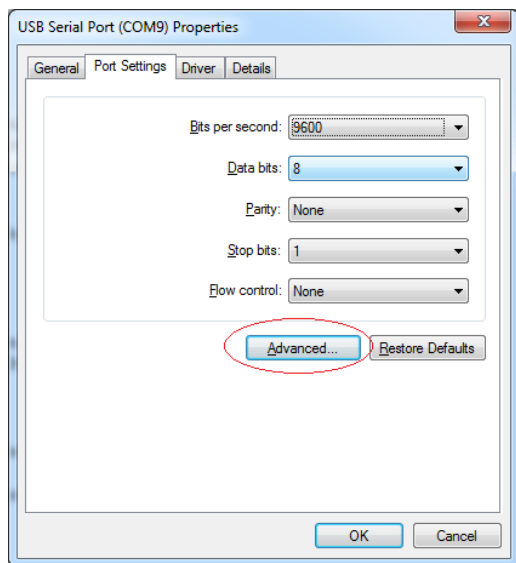 USB Serial Port (COM9) Properties
General Port Settings Driver Details
Bits per second: 9600
Data bits: 8
Parity: None
Stop bits: 1
Flow control: None
Advanced... Restore Defaults
OK Cancel